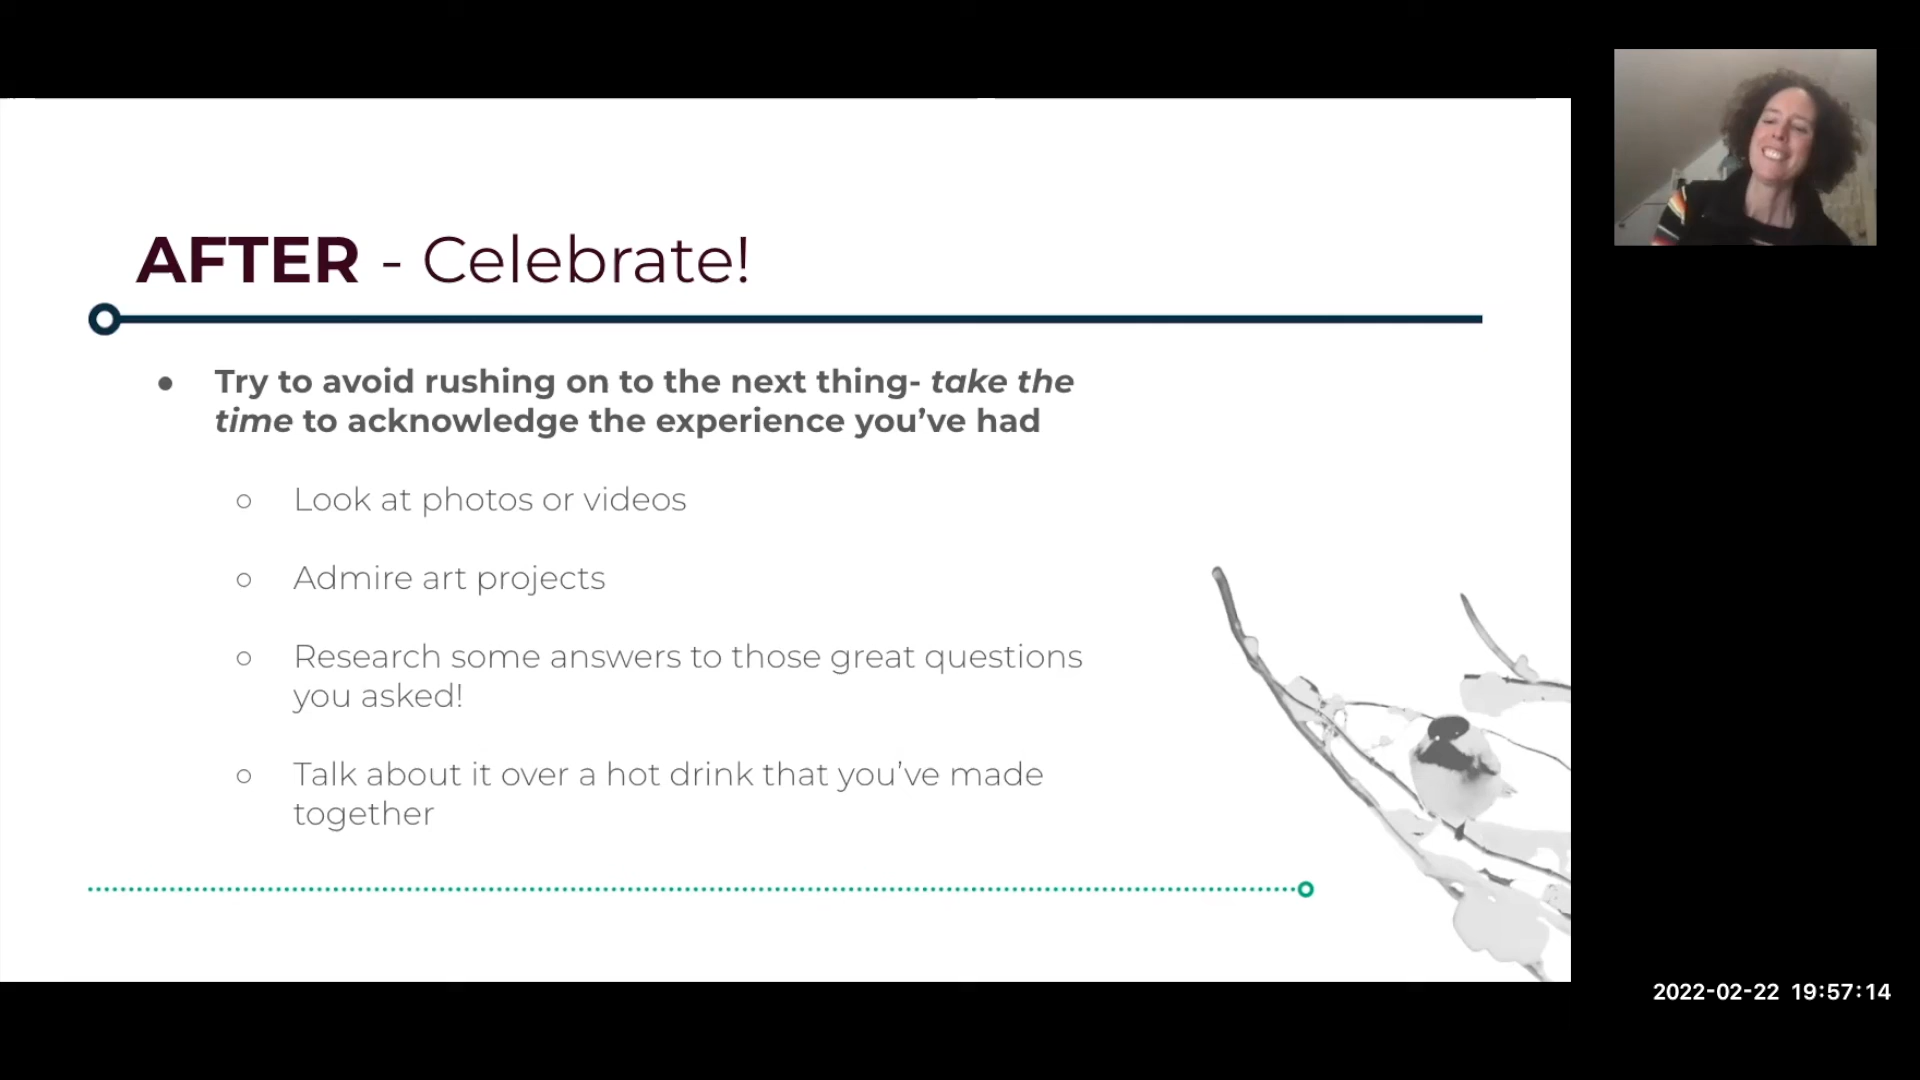 AFTER - Celebrate!
● Try to avoid rushing on to the next thing- take the
time to acknowledge the experience you’ve had
○ Look at photos or videos
○ Admire art projects
○ Research some answers to those great questions
you asked!
○ Talk about it over a hot drink that you’ve made
together
2022-02-22 19:57:14